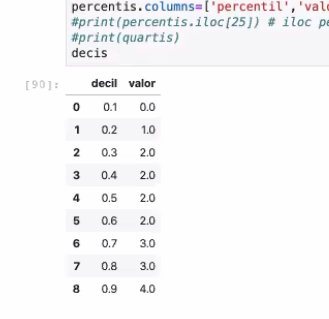 percentis.columns=['percentil','valo
#print(percentis.iloc[25]) # iloc pe
#print(quartis)
decis
[90]:
decil valor
0 0.1 0.0
1 0.2 1.0
2 0.3 2.0
3 0.4 2.0
4 0.5 2.0
5 0.6 2.0
6 0.7 3.0
7 0.8 3.0
8 0.9 4.0